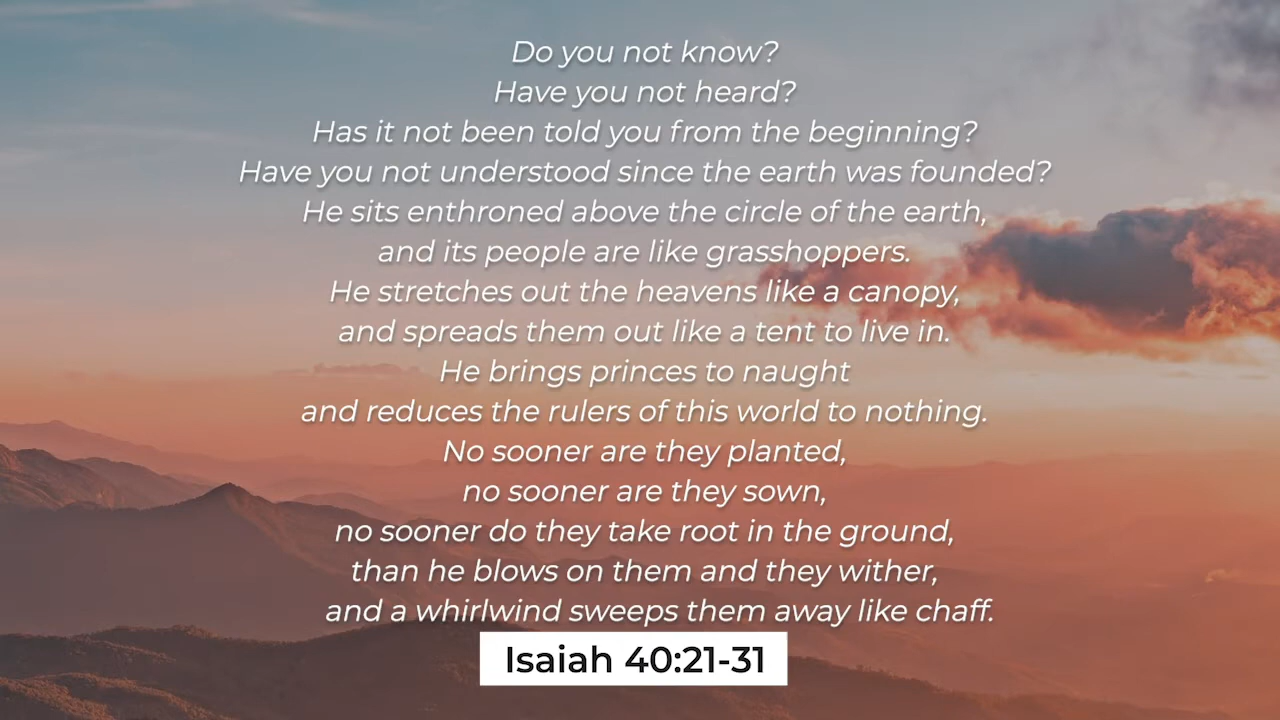 Do you not know?
Have you not heard?
Has it not been told you from the beginning?
Have you not understood since the earth was founded?
He sits enthroned above the circle of the earth,
and its people are like grasshoppers.
He stretches out the heavens like a canopy,
and spreads them out like a tent to live in.
He brings princes to naught
and reduces the rulers of this world to nothing.
No sooner are they planted,
no sooner are they sown,
no sooner do they take root in the ground,
than he blows on them and they wither,
and a whirlwind sweeps them away like chaff.
Isaiah 40:21-31